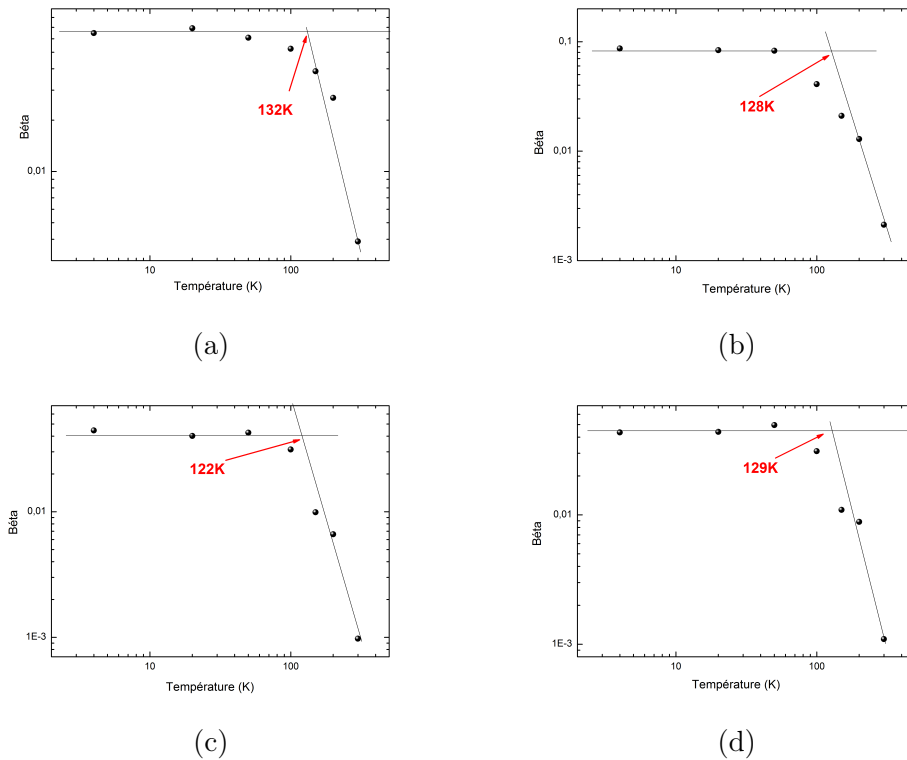 Béta
0,01
132K
10
100
Température (K)
(a)
Béta
0,1
0,01
1E-3
128K
10
100
Température (K)
(b)
Béta
0,01
1E-3
122K
10
100
Température (K)
(c)
Béta
0,01
1E-3
129K
10
100
Température (K)
(d)